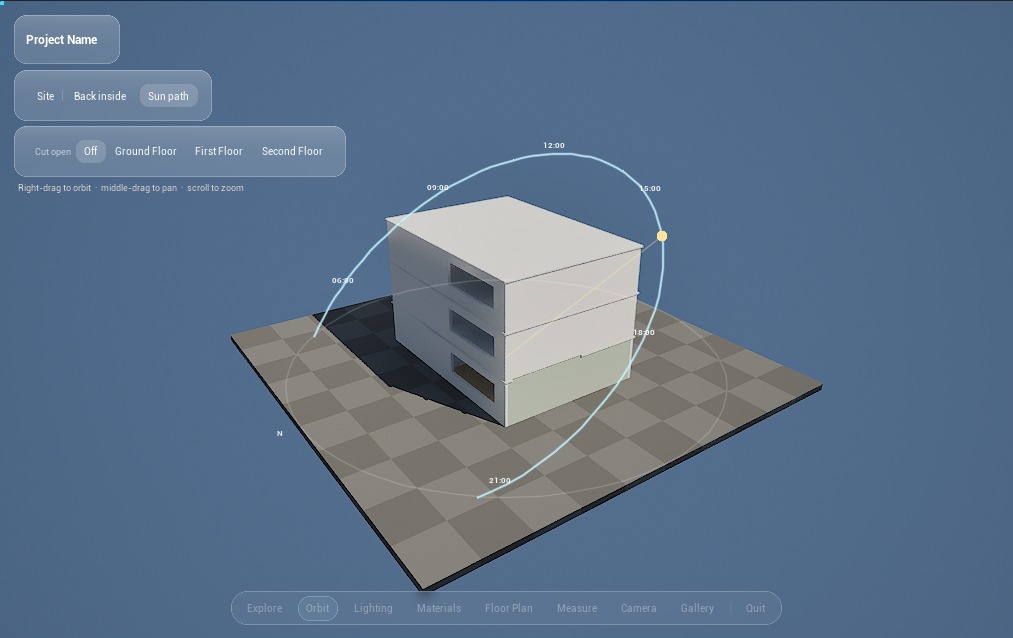 Project Name
Site Back inside Sun path
Cut open Off Ground Floor First Floor Second Floor
Right-drag to orbit · middle-drag to pan · scroll to zoom
12:00
09:00
15:00
06:00
18:00
N
21:00
Explore Orbit Lighting Materials Floor Plan Measure Camera Gallery Quit